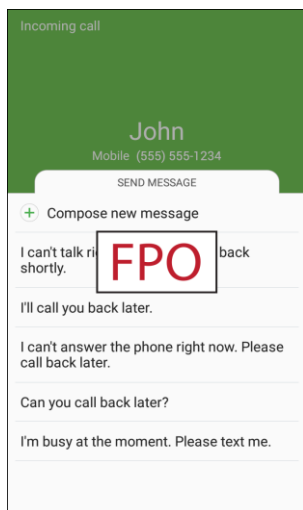 Incoming call
John
Mobile (555) 555-1234
SEND MESSAGE
Compose new message
I can't talk ri
back
shortly.
FPO
I'll call you back later.
I can't answer the phone right now. Please
call back later.
Can you call back later?
I'm busy at the moment. Please text me.